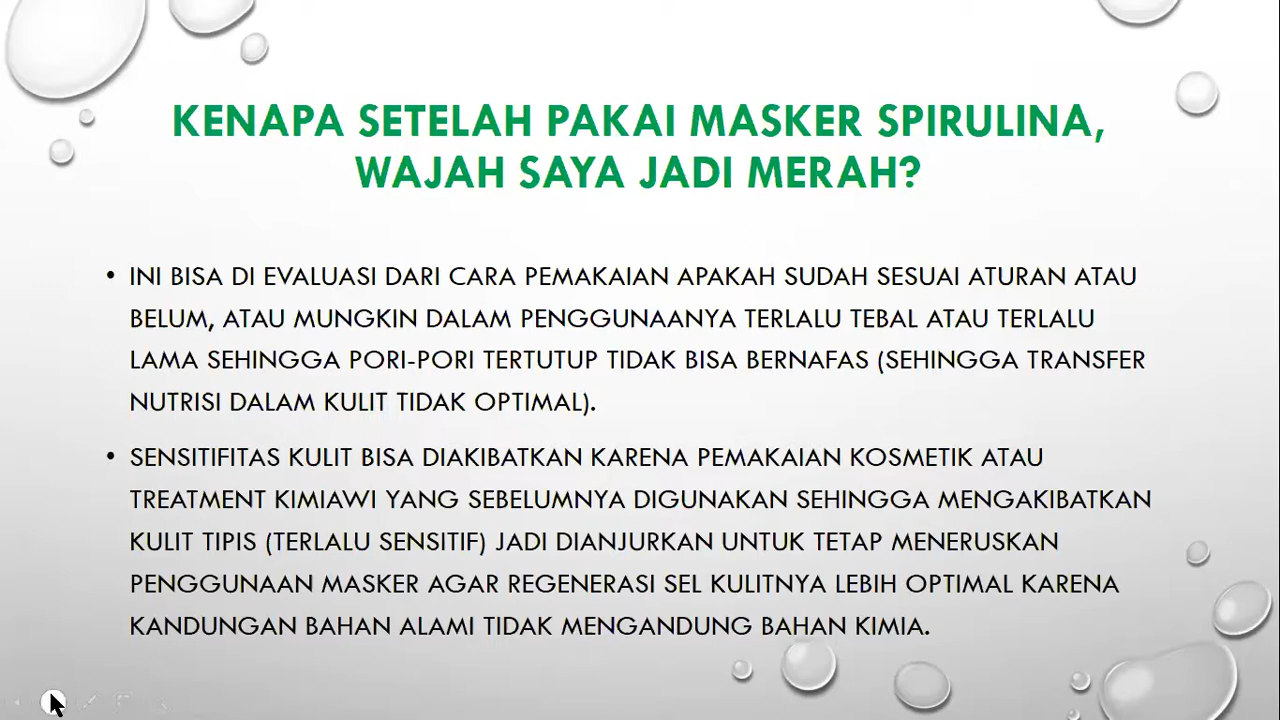 KENAPA SETELAH PAKAI MASKER SPIRULINA,
WAJAH SAYA JADI MERAH?
• INI BISA DI EVALUASI DARI CARA PEMAKAIAN APAKAH SUDAH SESUAI ATURAN ATAU
BELUM, ATAU MUNGKIN DALAM PENGGUNAANYA TERLALU TEBAL ATAU TERLALU
LAMA SEHINGGA PORI-PORI TERTUTUP TIDAK BISA BERNAFAS (SEHINGGA TRANSFER
NUTRISI DALAM KULIT TIDAK OPTIMAL).
• SENSITIFITAS KULIT BISA DIAKIBATKAN KARENA PEMAKAIAN KOSMETIK ATAU
TREATMENT KIMIAWI YANG SEBELUMNYA DIGUNAKAN SEHINGGA MENGAKIBATKAN
KULIT TIPIS (TERLALU SENSITIF) JADI DIANJURKAN UNTUK TETAP MENERUSKAN
PENGGUNAAN MASKER AGAR REGENERASI SEL KULITNYA LEBIH OPTIMAL KARENA
KANDUNGAN BAHAN ALAMI TIDAK MENGANDUNG BAHAN KIMIA.